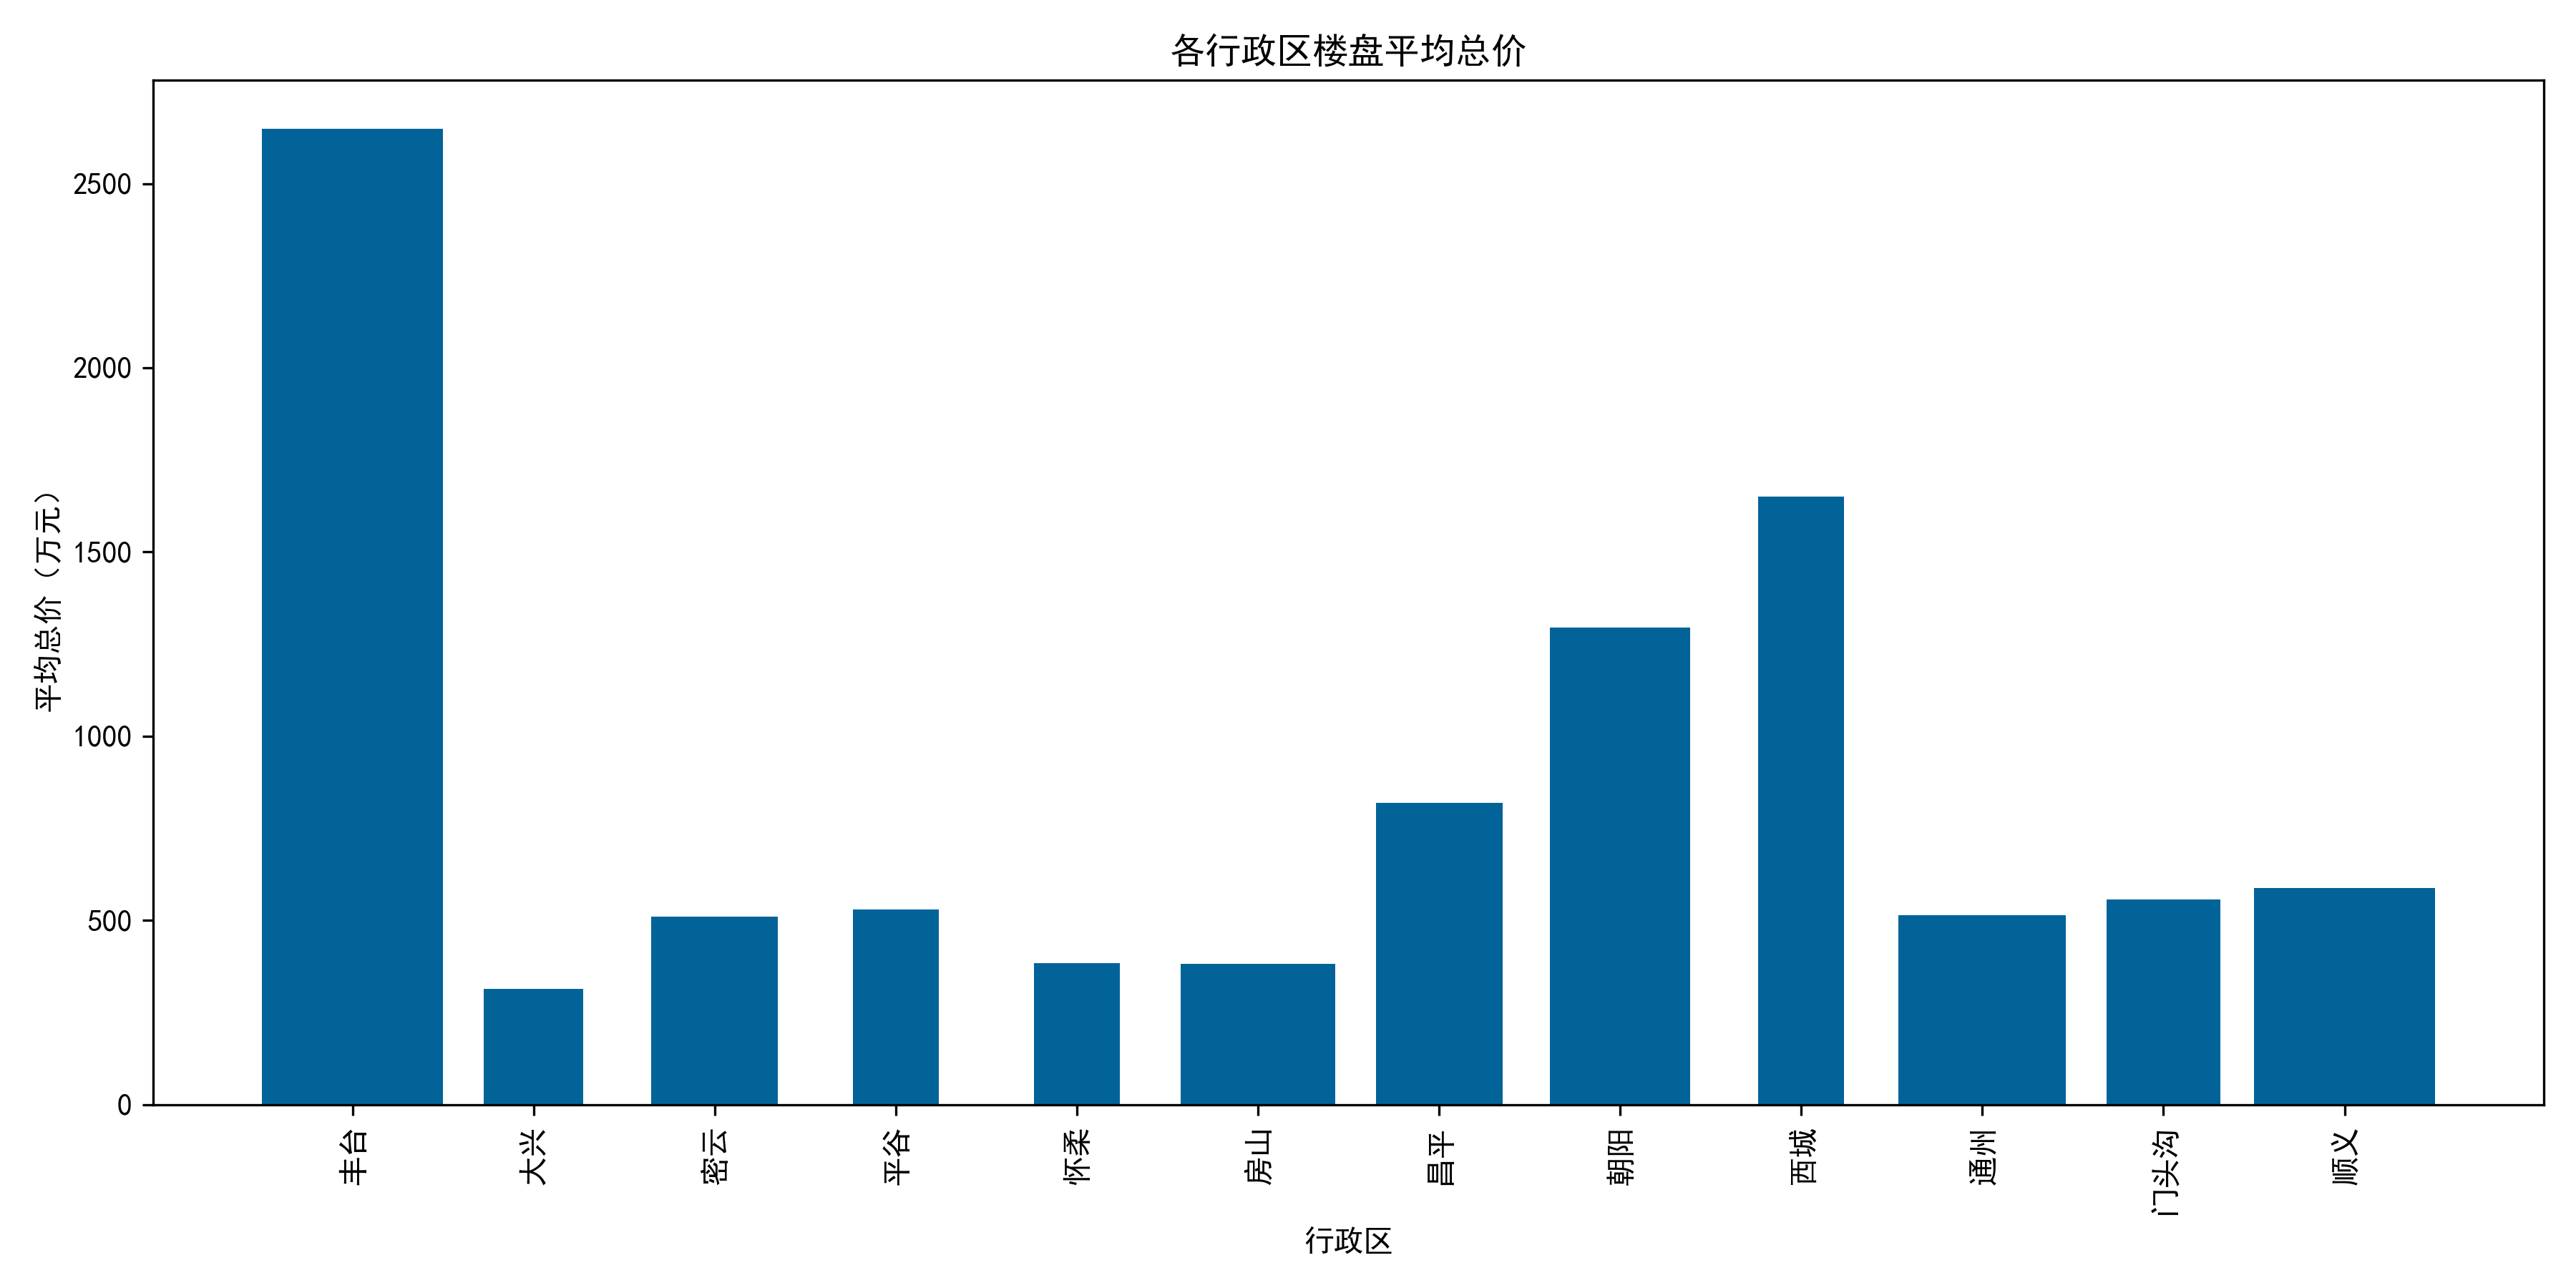 各行政区楼盘平均总价
平均总价（万元）
2500
2000
1500
1000
500
0
丰台
大兴
密云
平谷
怀柔
房山
昌平
朝阳
西城
通州
门头沟
顺义
行政区